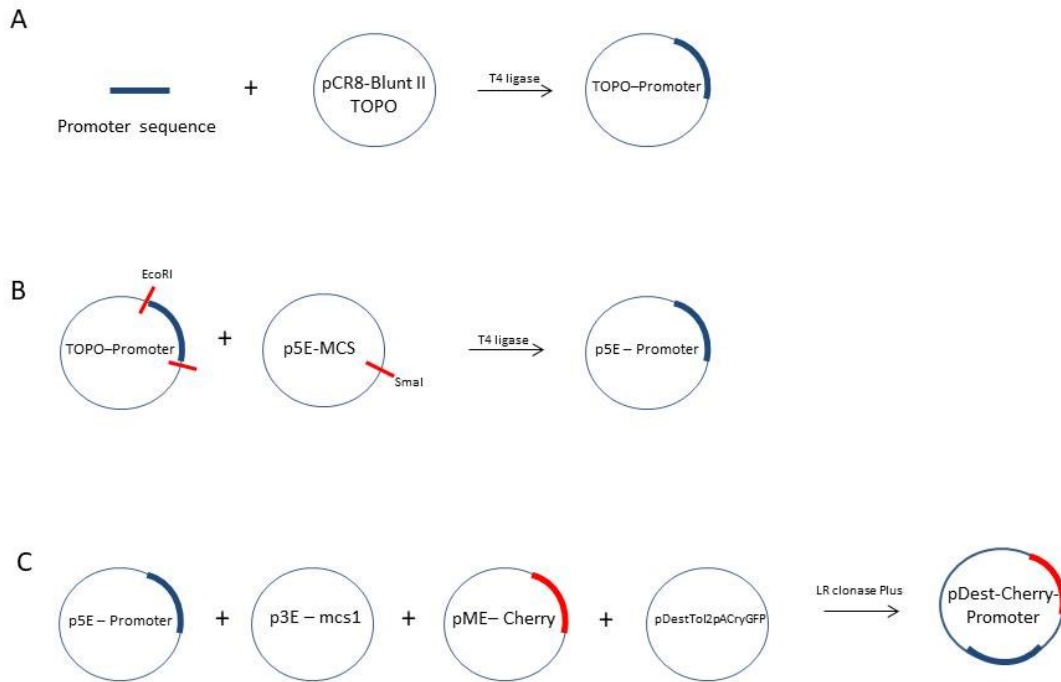 A
Promoter sequence
+
pCR8-Blunt II
TOPO
T4 ligase
TOPO–Promoter
B
EcoRI
TOPO–Promoter
+
p5E-MCS
SmaI
T4 ligase
p5E – Promoter
C
p5E – Promoter
+
p3E – mcs1
+
pME– Cherry
+
pDestTol2pACryGFP
LR clonase Plus
pDest-Cherry-
Promoter